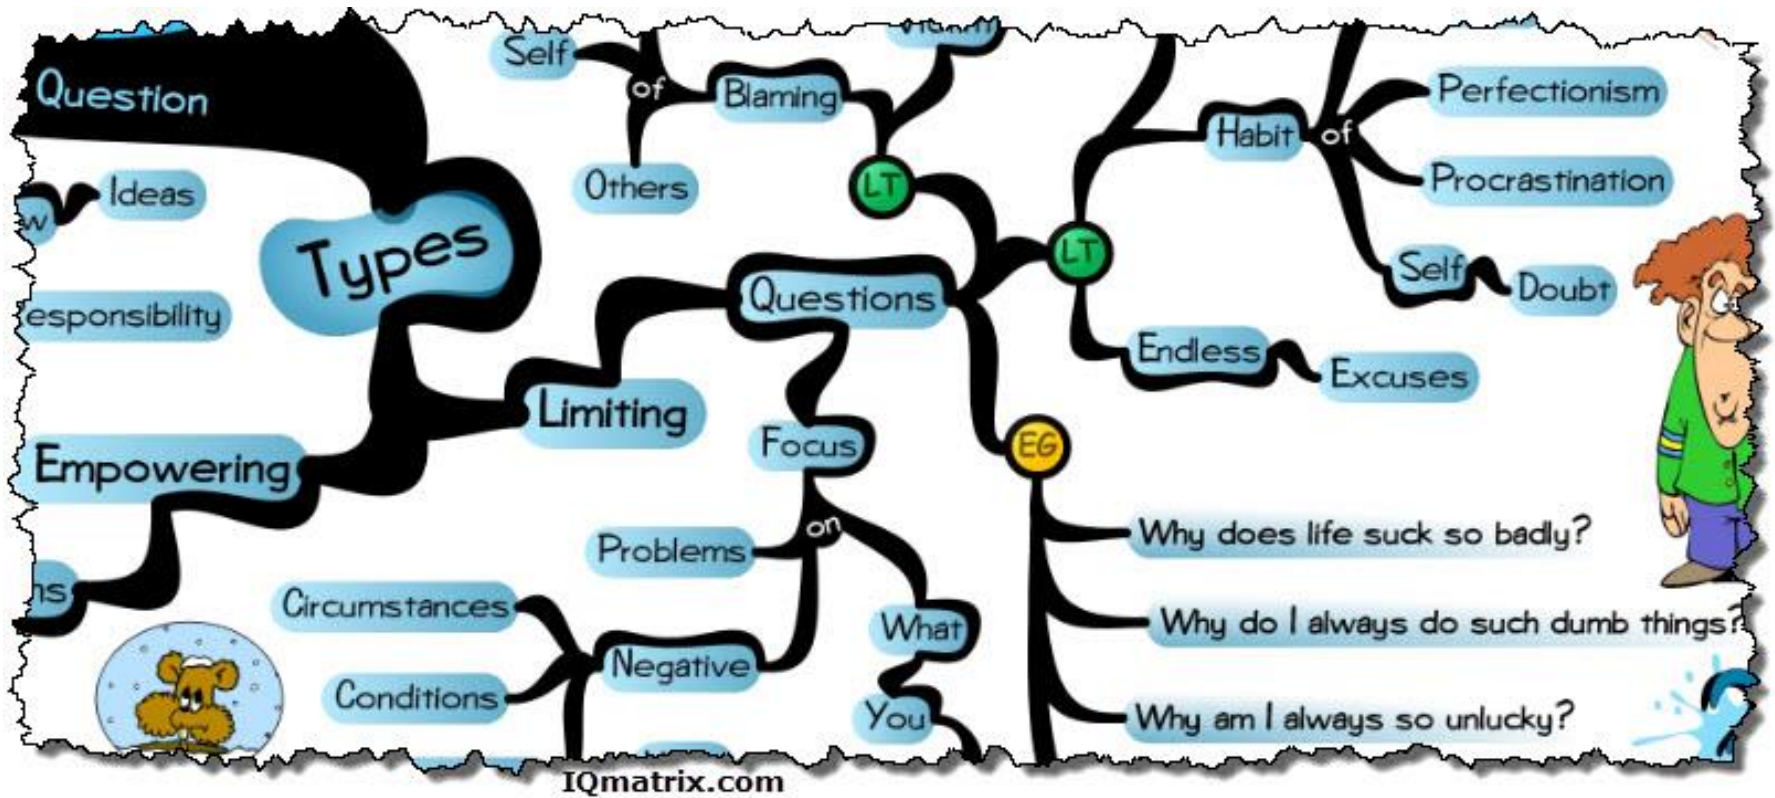 Question
Types
Ideas
w
esponsibility
Empowering
ns
Limiting
Questions
Self
of
Blaming
Others
LT
LT
Habit
of
Perfectionism
Procrastination
Self
Doubt
Endless
Excuses
Focus
on
Problems
Negative
Circumstances
Conditions
What
You
EG
Why does life suck so badly?
Why do I always do such dumb things?
Why am I always so unlucky?
IQmatrix.com